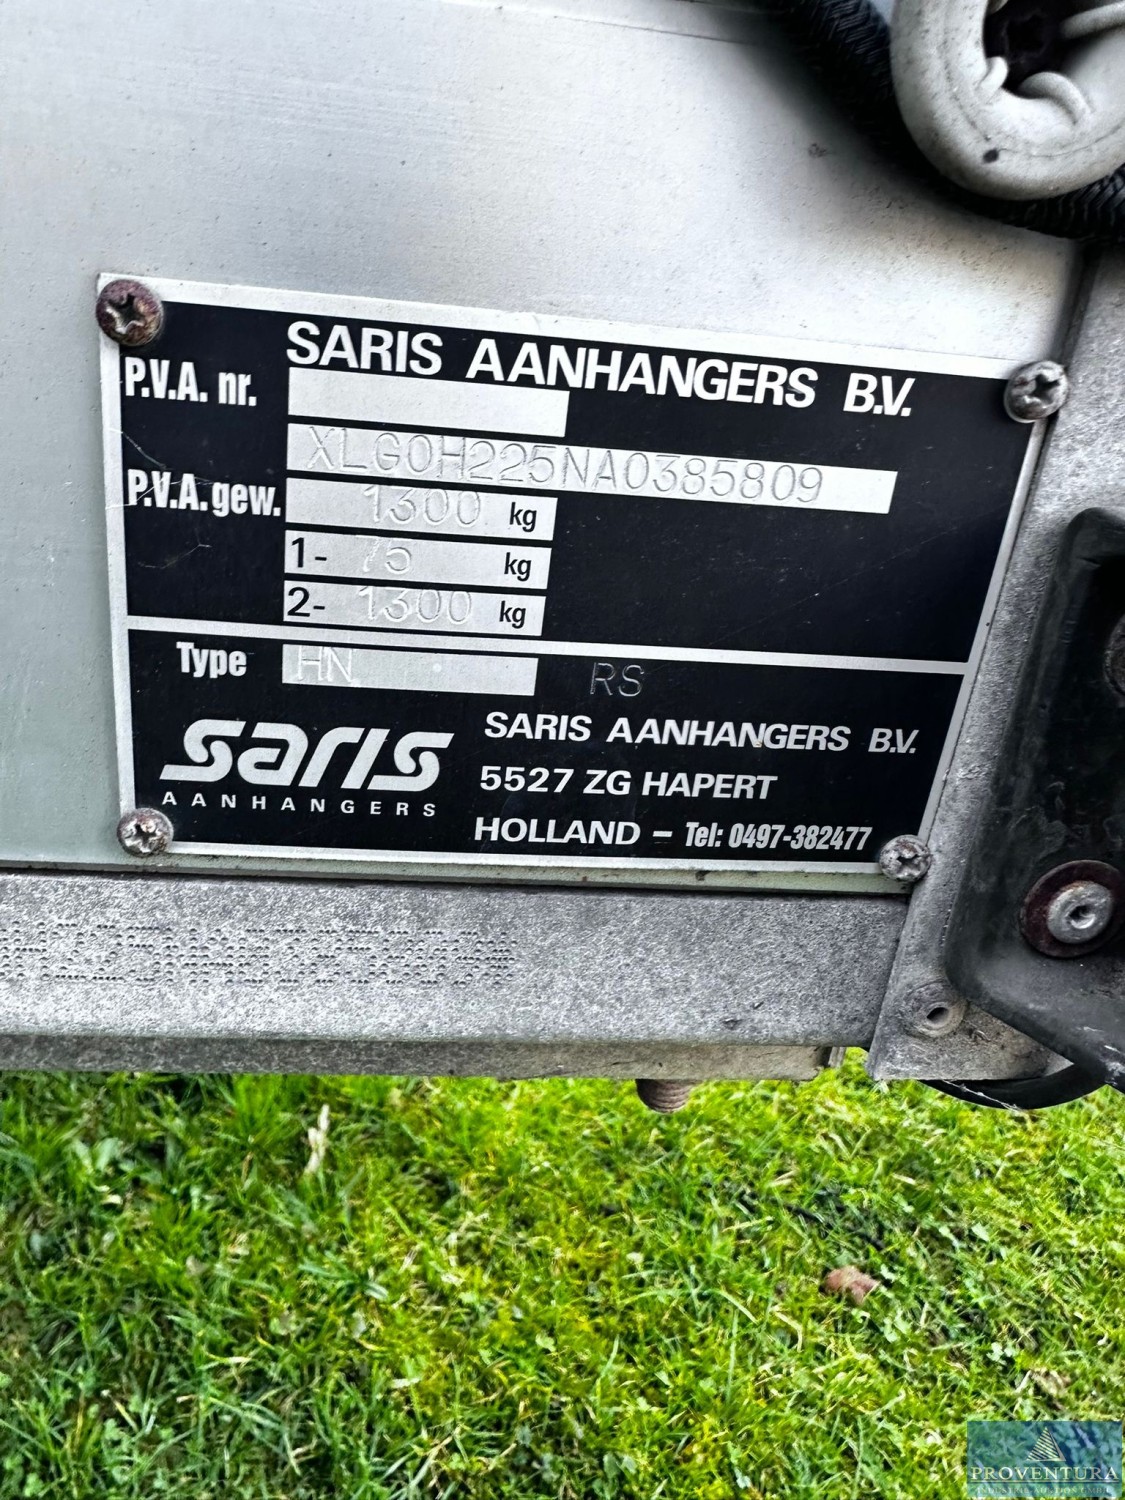 SARIS AANHANGERS B.V.
P.V.A. nr.
XLG0H225NA0385809
P.V.A. gew. 1300 kg
1- 75 kg
2- 1300 kg
Type HN RS
saris
AANHANGERS
SARIS AANHANGERS B.V.
5527 ZG HAPERT
HOLLAND – Tel: 0497-382477
PROVENTURA